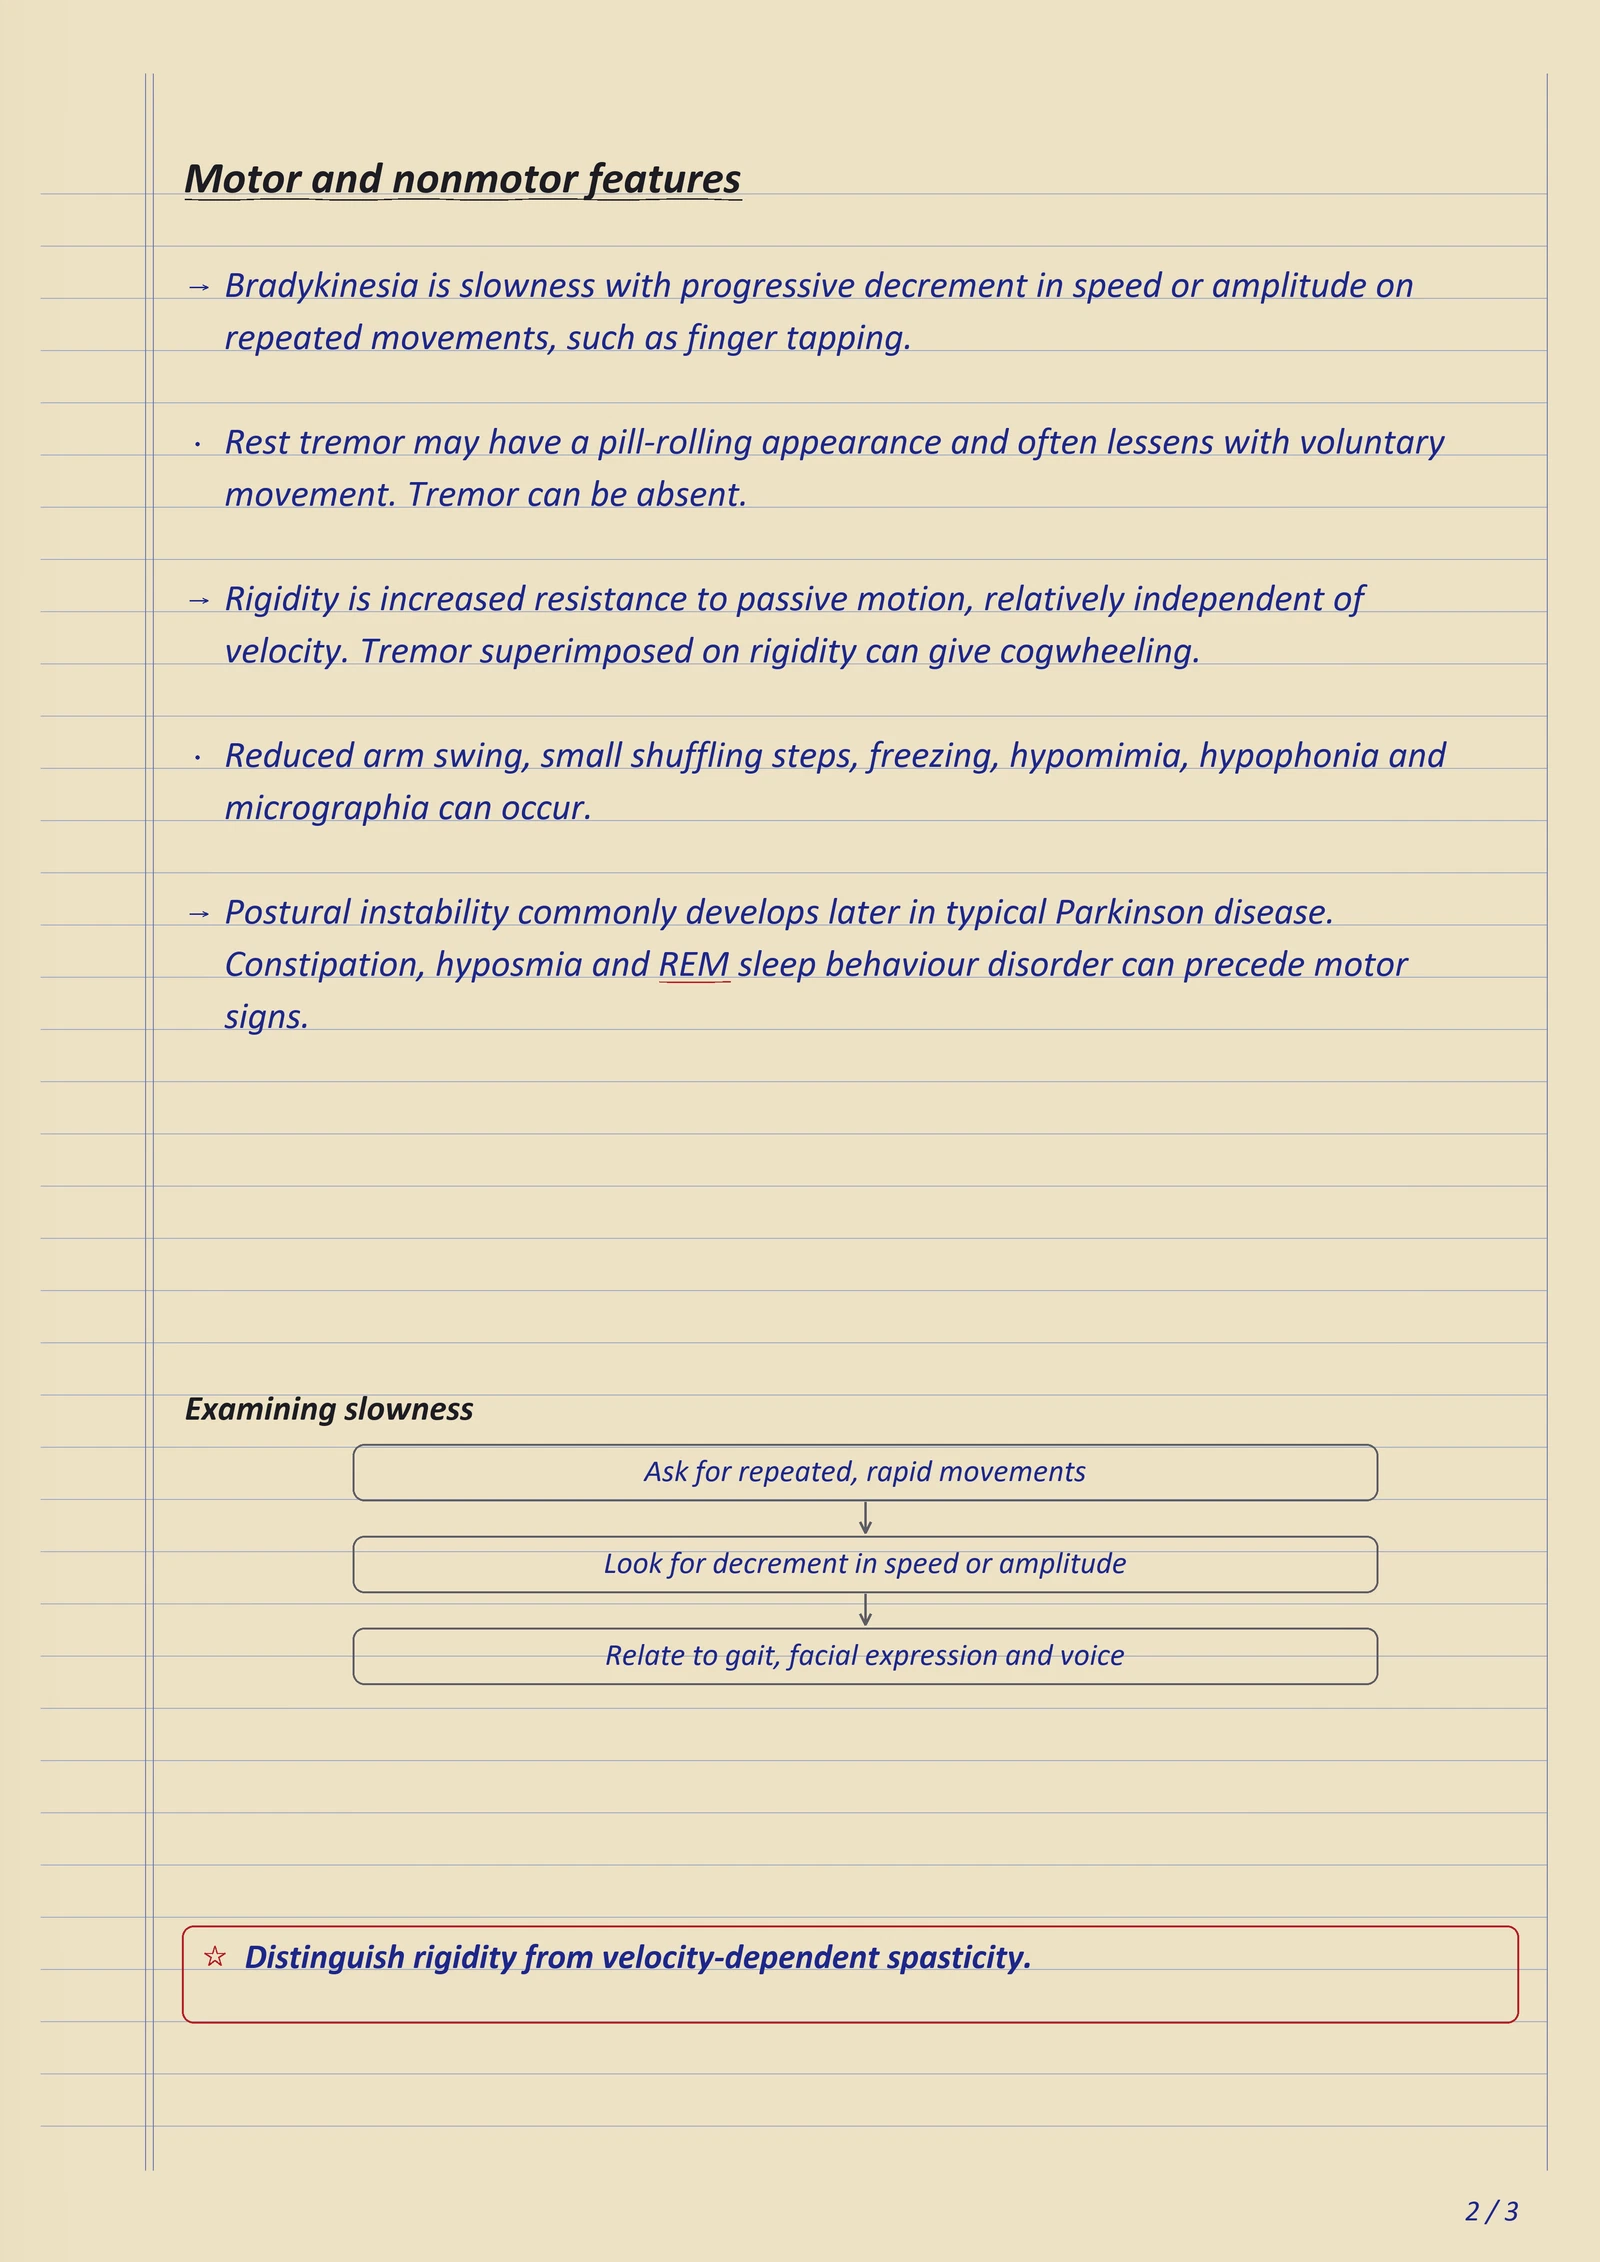 Motor and nonmotor features
→ Bradykinesia is slowness with progressive decrement in speed or amplitude on
repeated movements, such as finger tapping.
· Rest tremor may have a pill-rolling appearance and often lessens with voluntary
movement. Tremor can be absent.
→ Rigidity is increased resistance to passive motion, relatively independent of
velocity. Tremor superimposed on rigidity can give cogwheeling.
· Reduced arm swing, small shuffling steps, freezing, hypomimia, hypophonia and
micrographia can occur.
→ Postural instability commonly develops later in typical Parkinson disease.
Constipation, hyposmia and REM sleep behaviour disorder can precede motor
signs.
Examining slowness
Ask for repeated, rapid movements
Look for decrement in speed or amplitude
Relate to gait, facial expression and voice
☆ Distinguish rigidity from velocity-dependent spasticity.
2 / 3